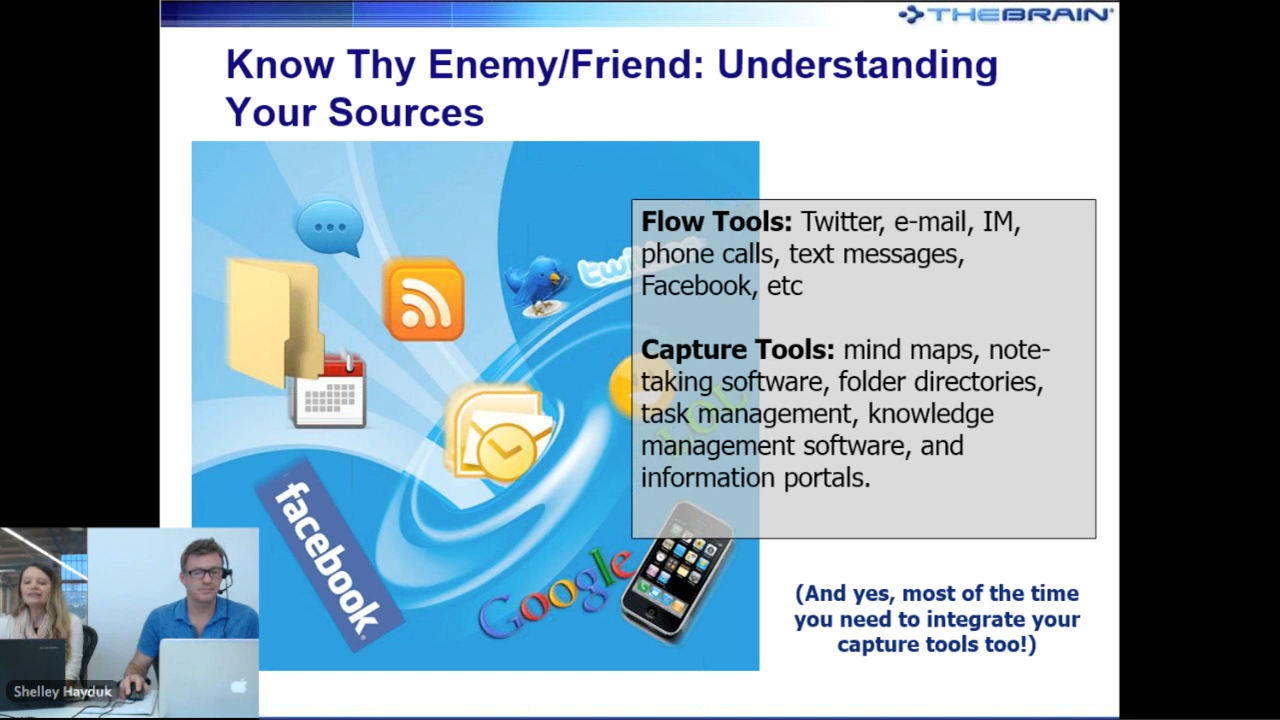 THEBRAIN
Know Thy Enemy/Friend: Understanding
Your Sources
Flow Tools: Twitter, e-mail, IM,
phone calls, text messages,
Facebook, etc
Capture Tools: mind maps, note-
taking software, folder directories,
task management, knowledge
management software, and
information portals.
twitter
LOL
facebook.
Google
(And yes, most of the time
you need to integrate your
capture tools too!)
Shelley Hayduk